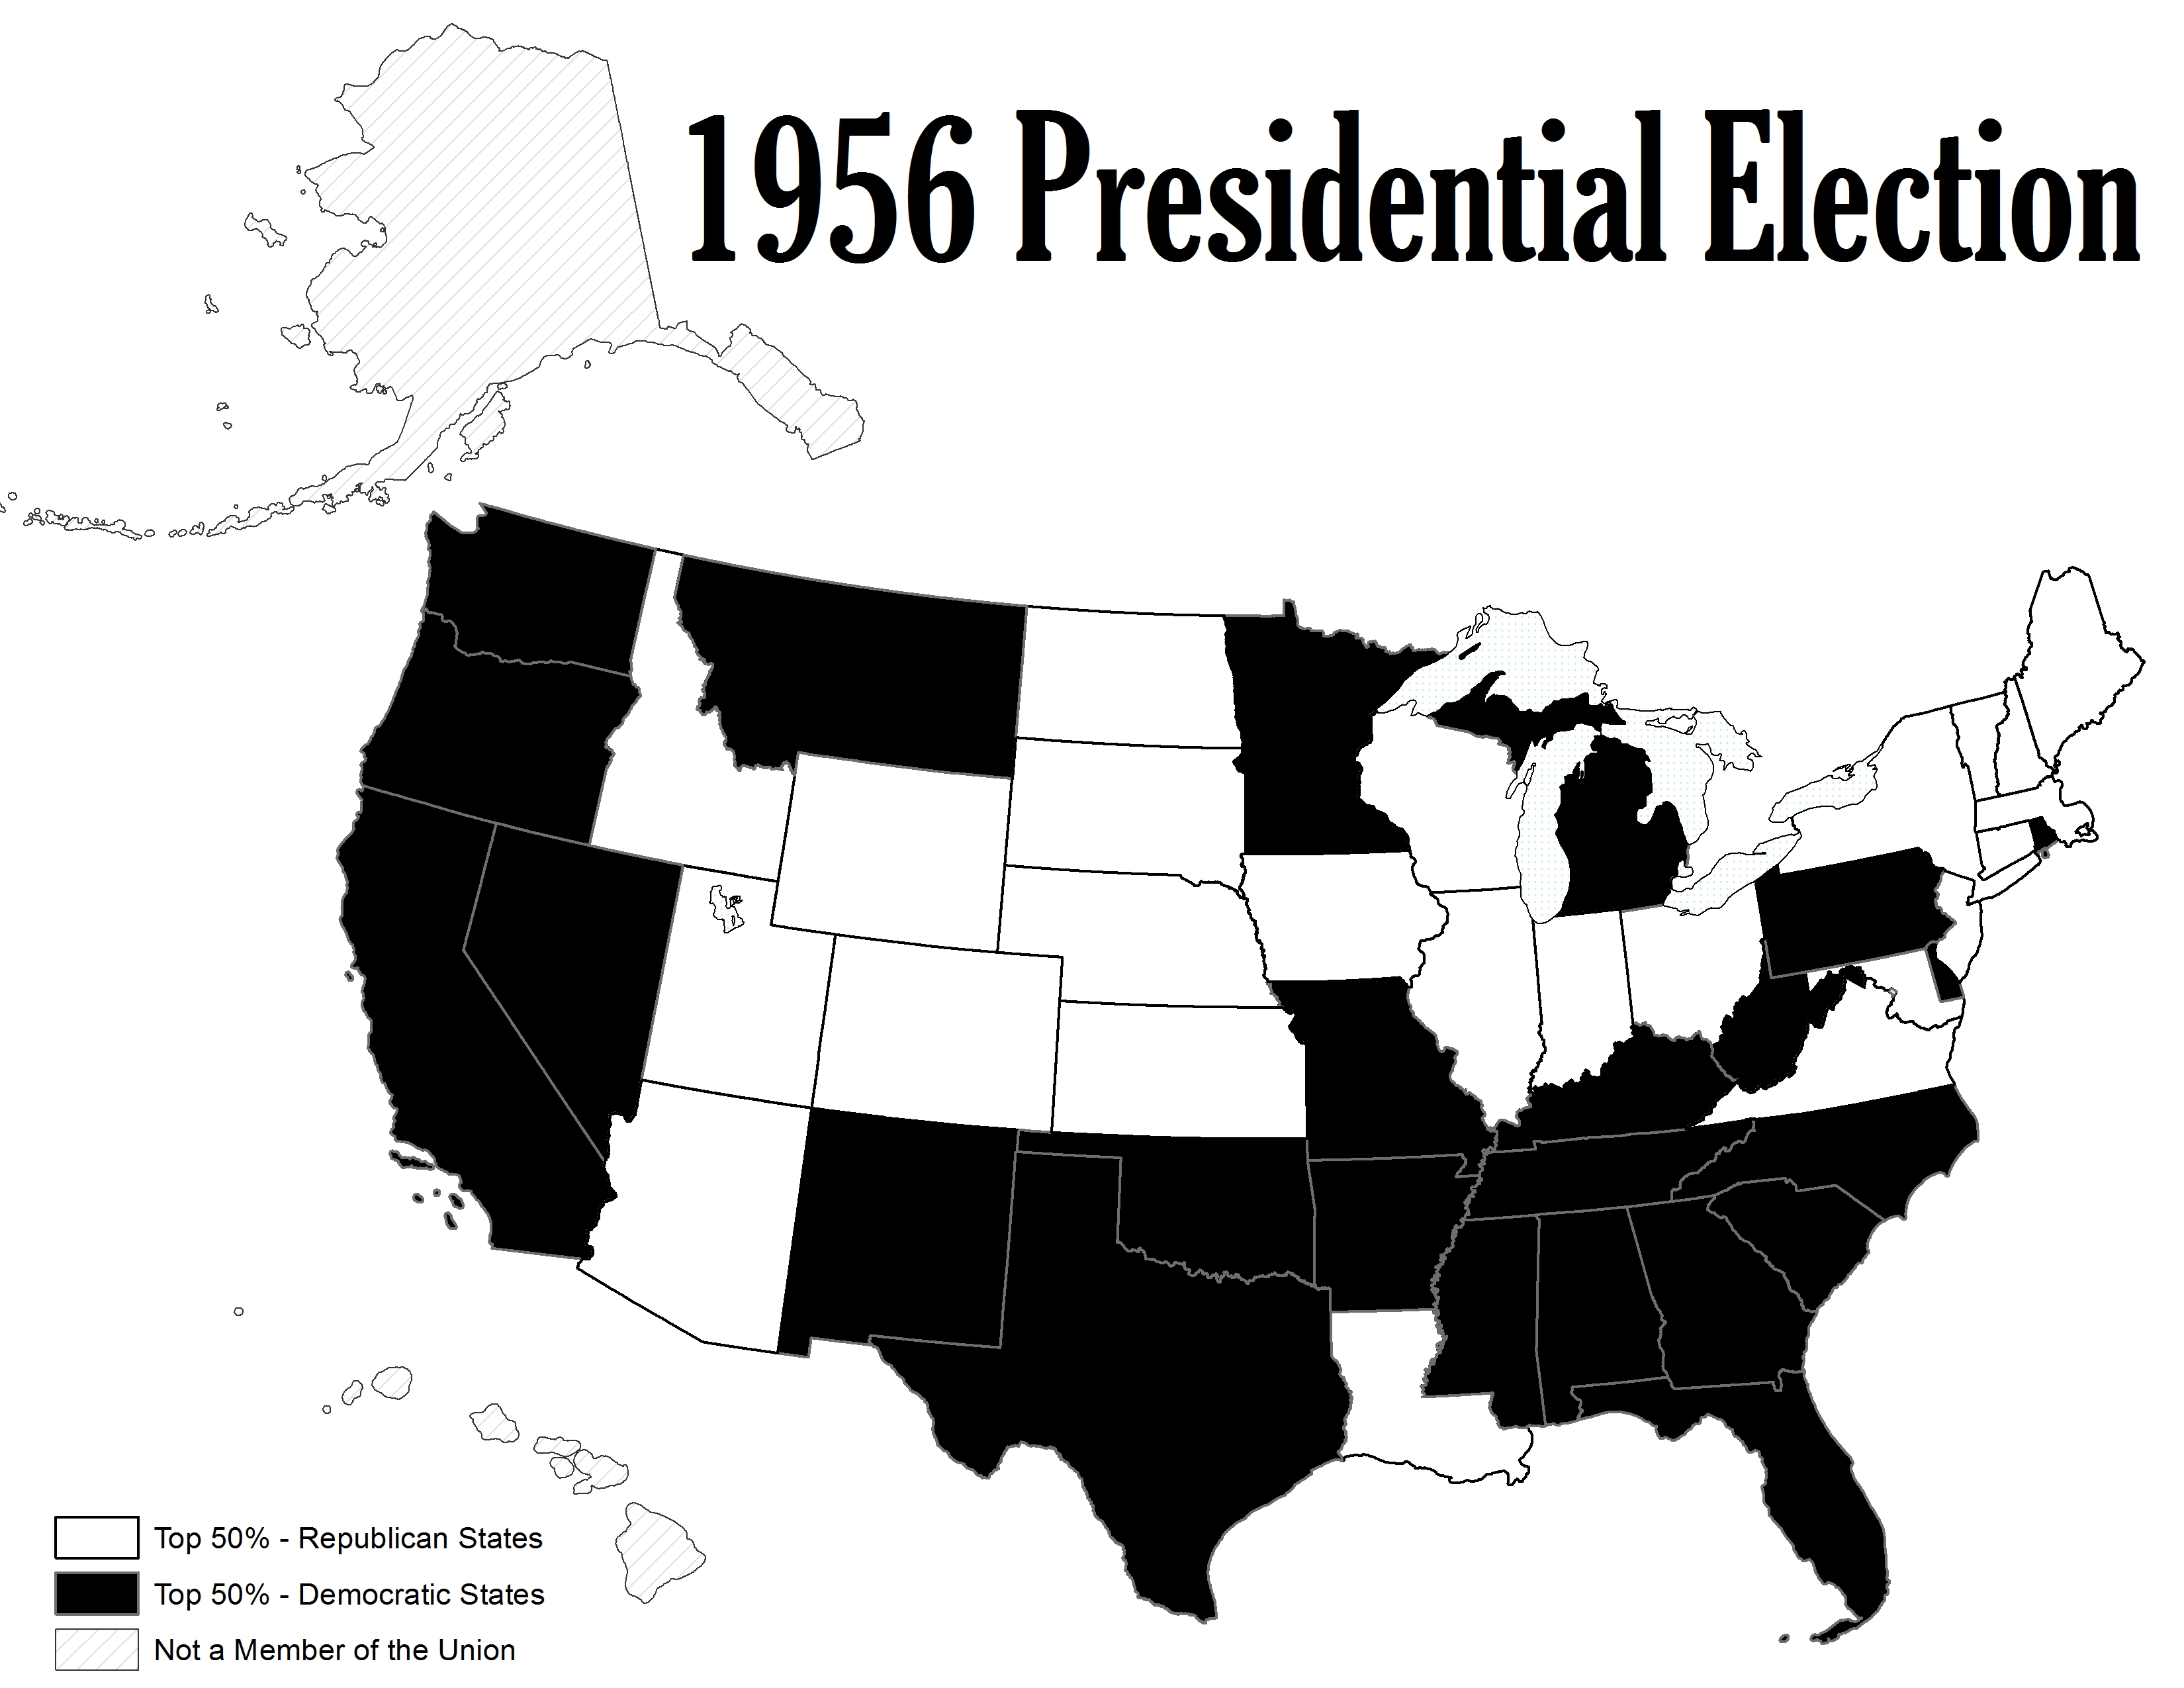 1956 Presidential Election
Top 50% - Republican States
Top 50% - Democratic States
Not a Member of the Union